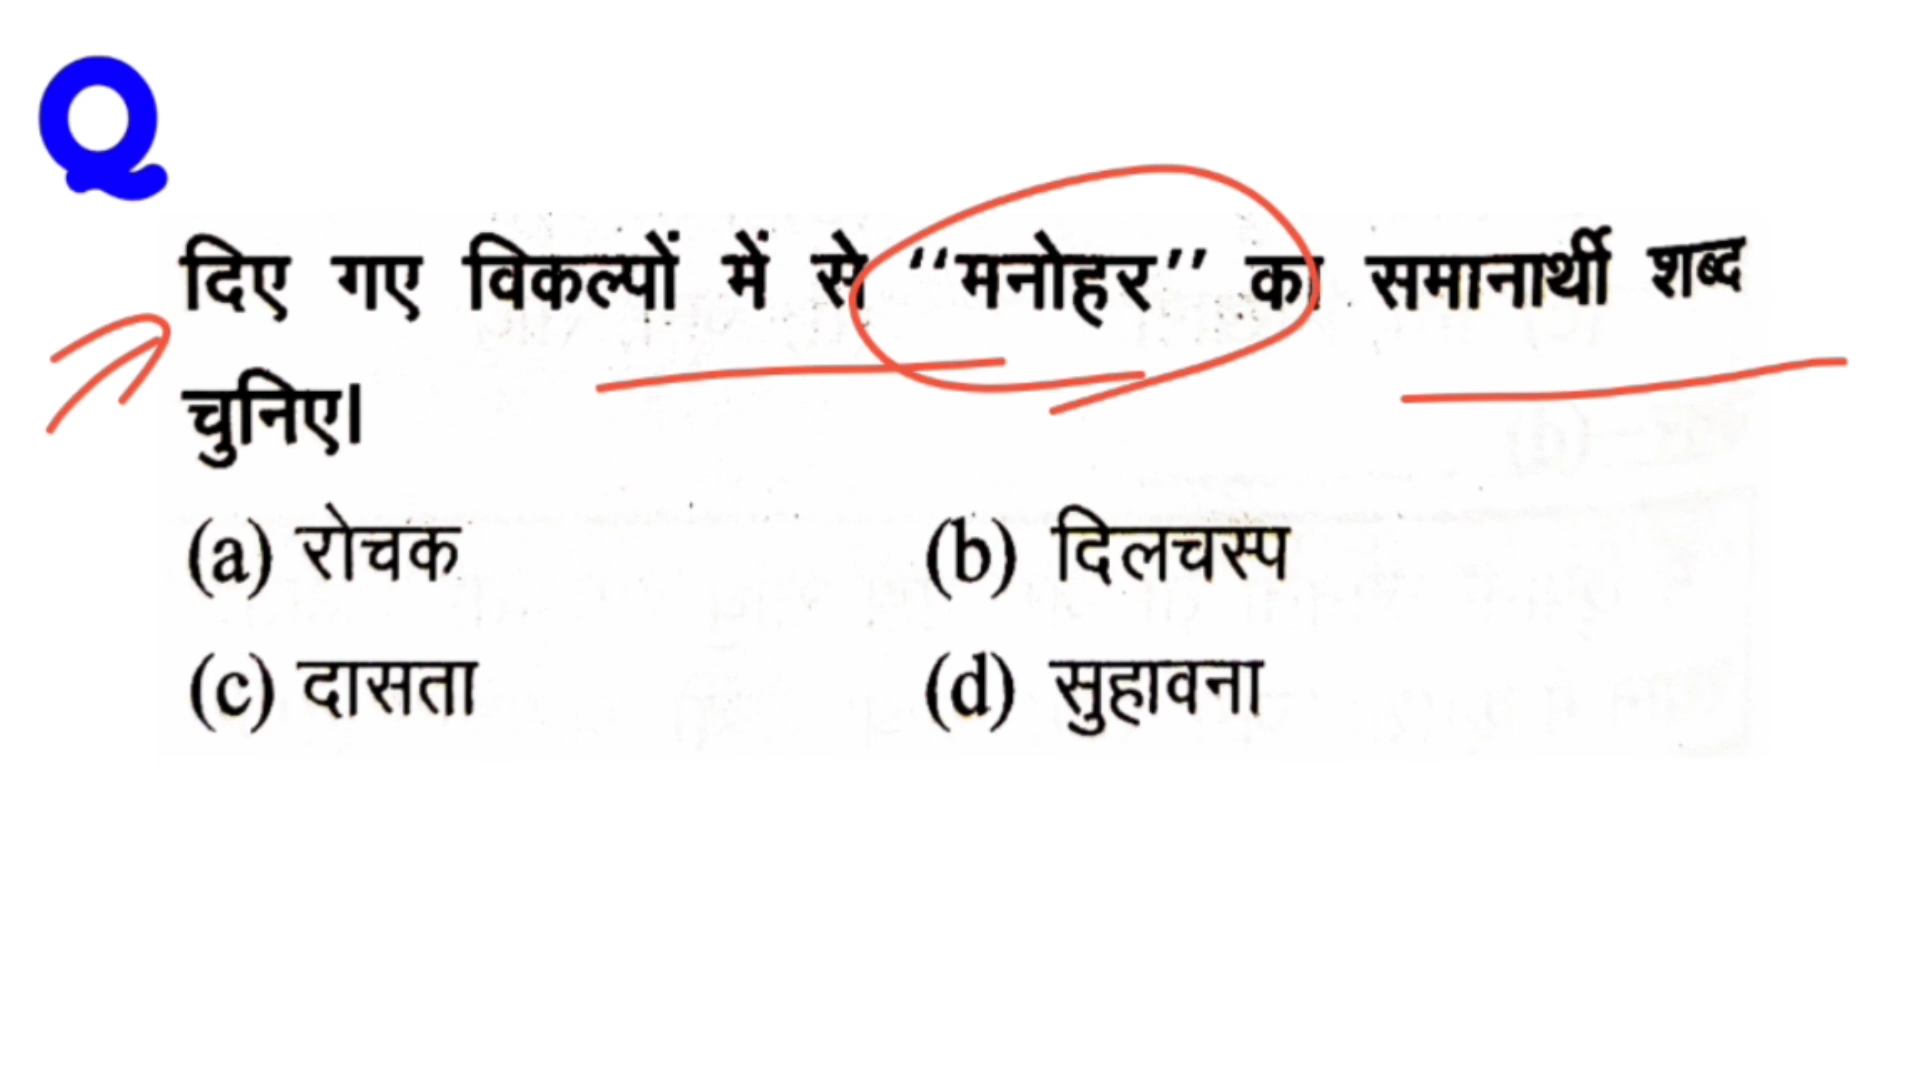 Q
दिए गए विकल्पों में से ‘‘मनोहर’’ का समानार्थी शब्द
चुनिए।
(a) रोचक (b) दिलचस्प
(c) दासता (d) सुहावना